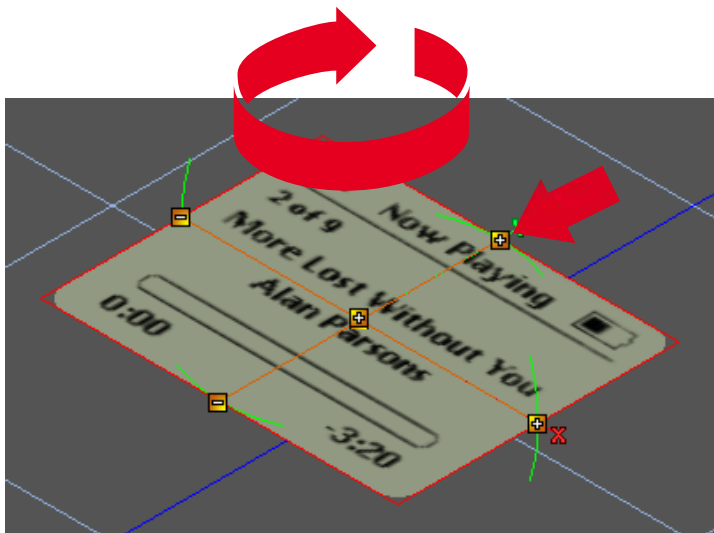 2 of 9
Now Playing
More Lost Without You
Alan Parsons
0:00
-3:20
X